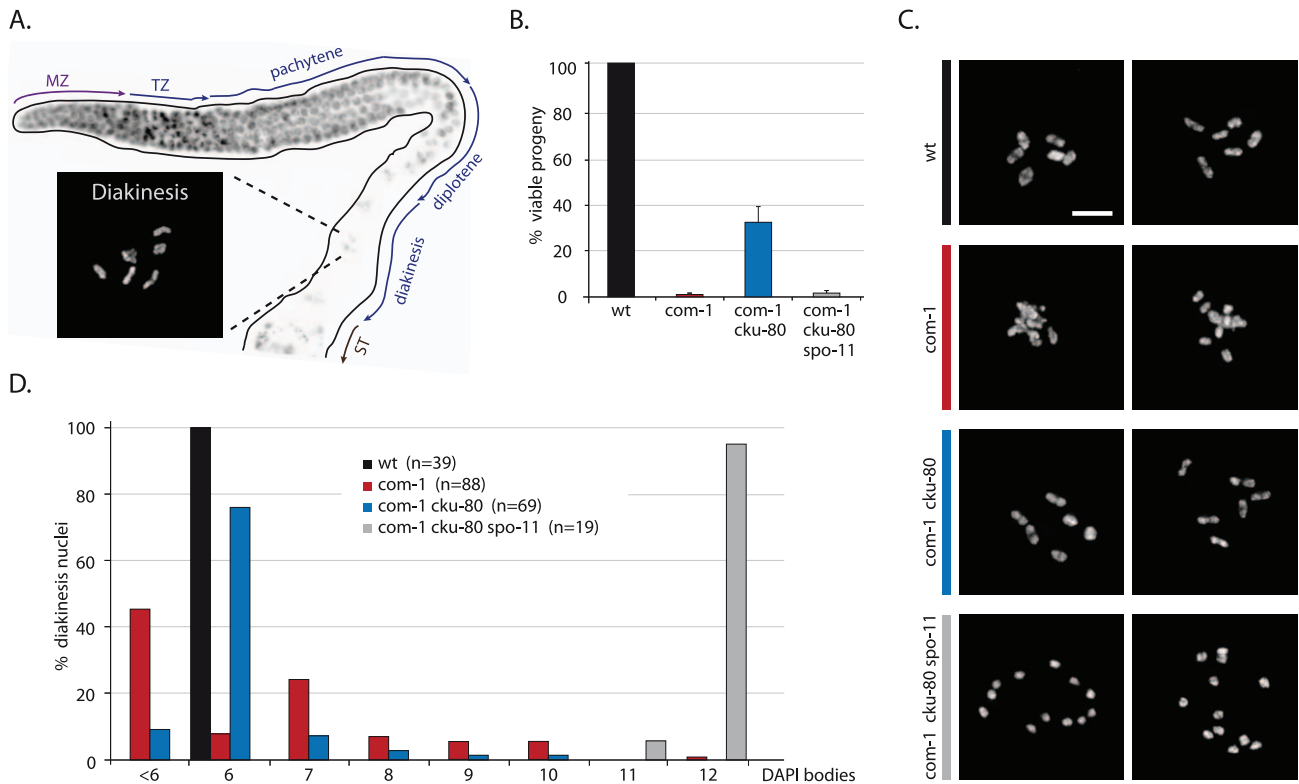 A.
MZ
TZ
pachytene
diplotene
diakinesis
ST
Diakinesis
B.
% viable progeny
100
80
60
40
20
0
wt
com-1
com-1
cku-80
com-1
cku-80
spo-11
C.
wt
com-1
com-1 cku-80
com-1 cku-80 spo-11
D.
% diakinesis nuclei
100
80
60
40
20
0
wt (n=39)
com-1 (n=88)
com-1 cku-80 (n=69)
com-1 cku-80 spo-11 (n=19)
<6 6 7 8 9 10 11 12 DAPI bodies